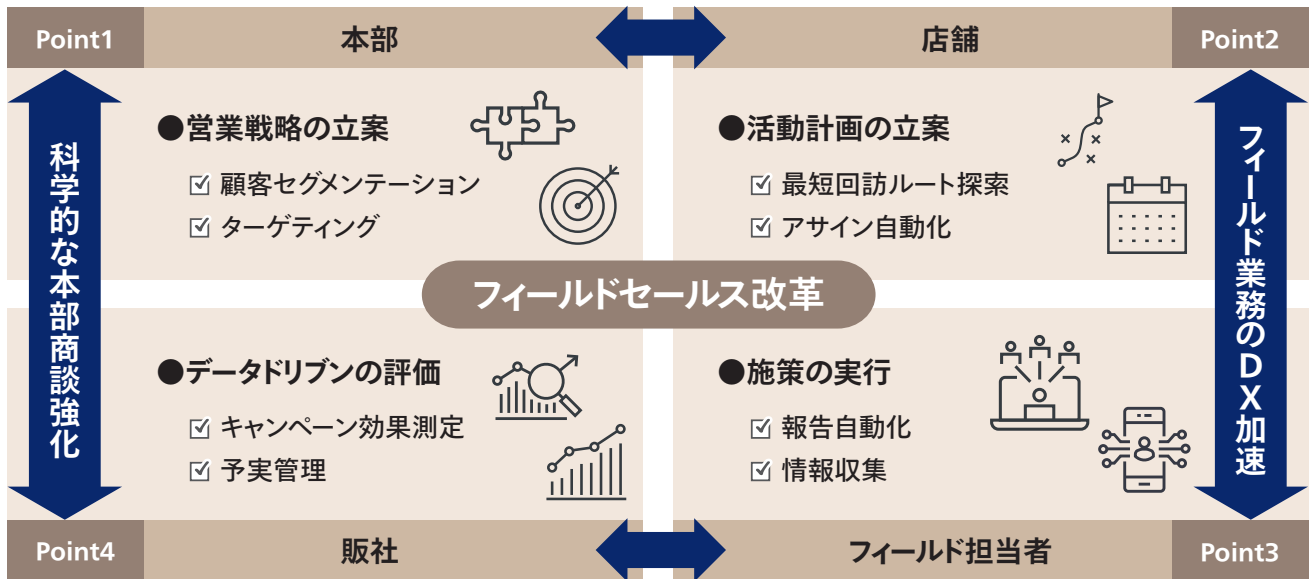 Point1
本部
店舗
Point2
科学的な本部商談強化
●営業戦略の立案
顧客セグメンテーション
ターゲティング
●活動計画の立案
最短回訪ルート探索
アサイン自動化
フィールド業務のDX加速
フィールドセールス改革
●データドリブンの評価
キャンペーン効果測定
予実管理
●施策の実行
報告自動化
情報収集
Point4
販社
フィールド担当者
Point3